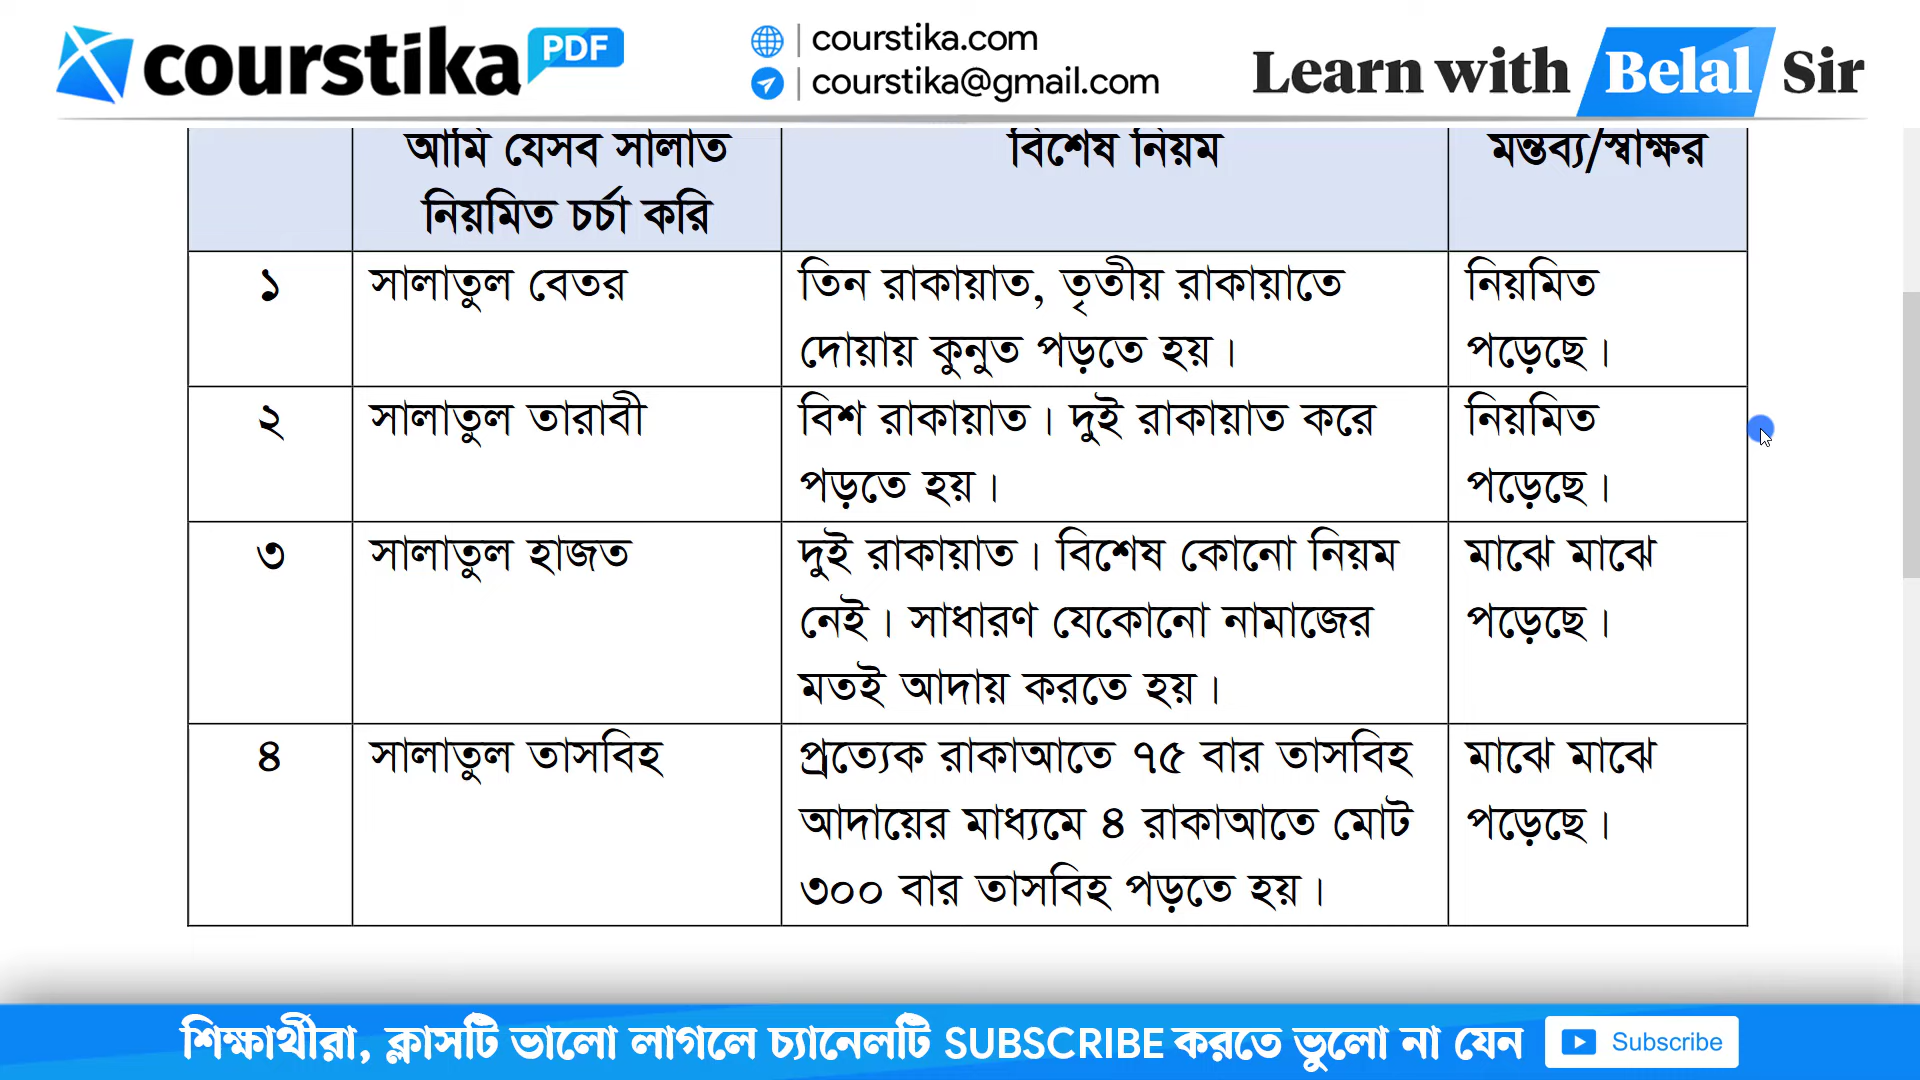 courstika PDF
courstika.com
courstika@gmail.com
Learn with Belal Sir
আমি যেসব সালাত
নিয়মিত চর্চা করি
বিশেষ নিয়ম
মন্তব্য/স্বাক্ষর
১
সালাতুল বেতর
তিন রাকায়াত, তৃতীয় রাকায়াতে
দোয়ায় কুনুত পড়তে হয়।
নিয়মিত
পড়েছে।
২
সালাতুল তারাবী
বিশ রাকায়াত। দুই রাকায়াত করে
পড়তে হয়।
নিয়মিত
পড়েছে।
৩
সালাতুল হাজত
দুই রাকায়াত। বিশেষ কোনো নিয়ম
নেই। সাধারণ যেকোনো নামাজের
মতই আদায় করতে হয়।
মাঝে মাঝে
পড়েছে।
৪
সালাতুল তাসবিহ
প্রত্যেক রাকাআতে ৭৫ বার তাসবিহ
আদায়ের মাধ্যমে ৪ রাকাআতে মোট
৩০০ বার তাসবিহ পড়তে হয়।
মাঝে মাঝে
পড়েছে।
শিক্ষার্থীরা, ক্লাসটি ভালো লাগলে চ্যানেলটি SUBSCRIBE করতে ভুলো না যেন
Subscribe